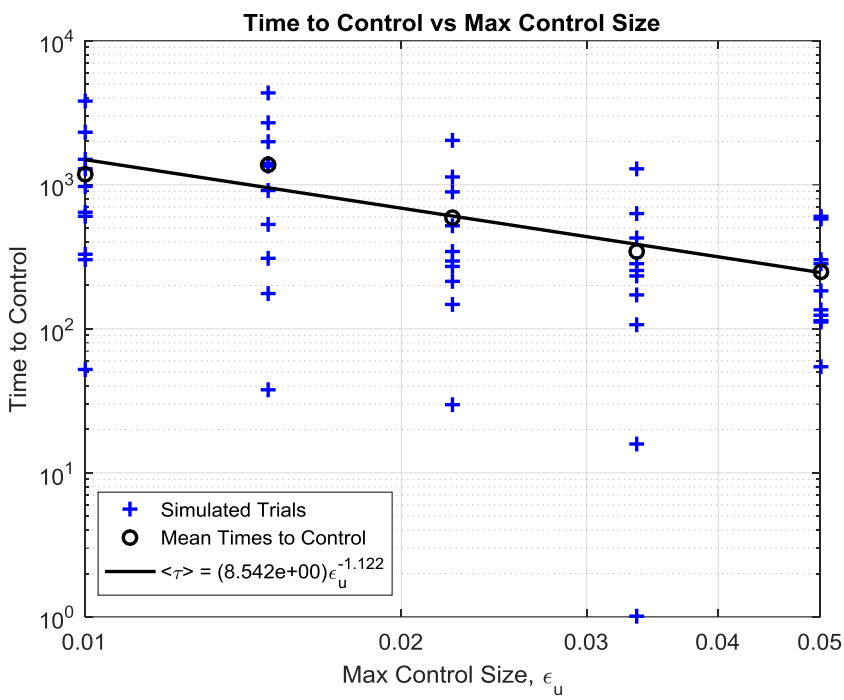 Time to Control vs Max Control Size
Time to Control
10^4
10^3
10^2
10^1
10^0
Simulated Trials
Mean Times to Control
<τ> = (8.542e+00)ϵ_u^-1.122
0.01 0.02 0.03 0.04 0.05
Max Control Size, ϵ_u